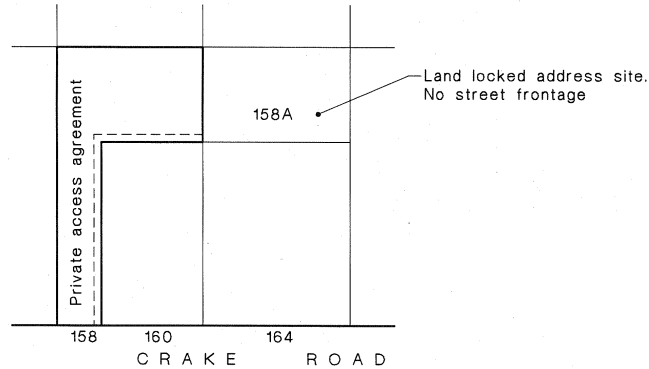 Land locked address site.
No street frontage
158A
Private access agreement
158 160 164
CRAKE ROAD